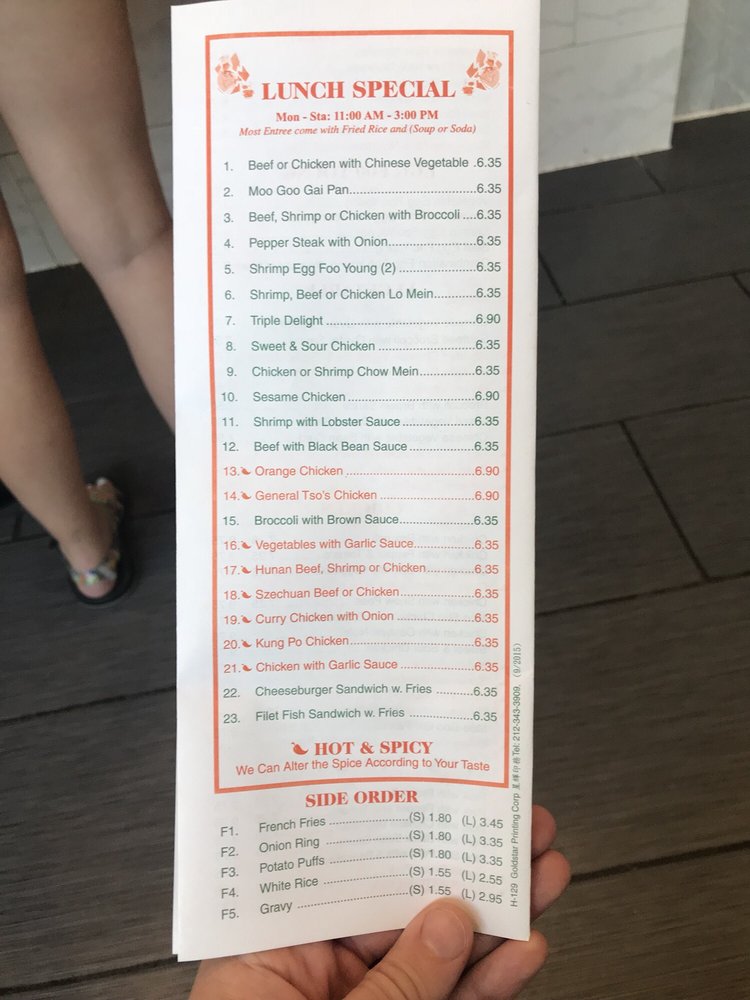 LUNCH SPECIAL
Mon - Sta: 11:00 AM - 3:00 PM
Most Entree come with Fried Rice and (Soup or Soda)
1. Beef or Chicken with Chinese Vegetable .6.35
2. Moo Goo Gai Pan..............................6.35
3. Beef, Shrimp or Chicken with Broccoli ....6.35
4. Pepper Steak with Onion.....................6.35
5. Shrimp Egg Foo Young (2) ..................6.35
6. Shrimp, Beef or Chicken Lo Mein..........6.35
7. Triple Delight .....................................6.90
8. Sweet & Sour Chicken ........................6.35
9. Chicken or Shrimp Chow Mein.............6.35
10. Sesame Chicken ...............................6.90
11. Shrimp with Lobster Sauce .................6.35
12. Beef with Black Bean Sauce ...............6.35
13. Orange Chicken ................................6.90
14. General Tso's Chicken .......................6.90
15. Broccoli with Brown Sauce..................6.35
16. Vegetables with Garlic Sauce..............6.35
17. Hunan Beef, Shrimp or Chicken...........6.35
18. Szechuan Beef or Chicken..................6.35
19. Curry Chicken with Onion ...................6.35
20. Kung Po Chicken...............................6.35
21. Chicken with Garlic Sauce ..................6.35
22. Cheeseburger Sandwich w. Fries .........6.35
23. Filet Fish Sandwich w. Fries ................6.35
HOT & SPICY
We Can Alter the Spice According to Your Taste
SIDE ORDER
F1. French Fries ....................(S) 1.80 (L) 3.45
F2. Onion Ring .....................(S) 1.80 (L) 3.35
F3. Potato Puffs ....................(S) 1.80 (L) 3.35
F4. White Rice ......................(S) 1.55 (L) 2.55
F5. Gravy .............................(S) 1.55 (L) 2.95
H-129 Goldstar Printing Corp 星輝印務 Tel: 212-343-3909, (9/2015)